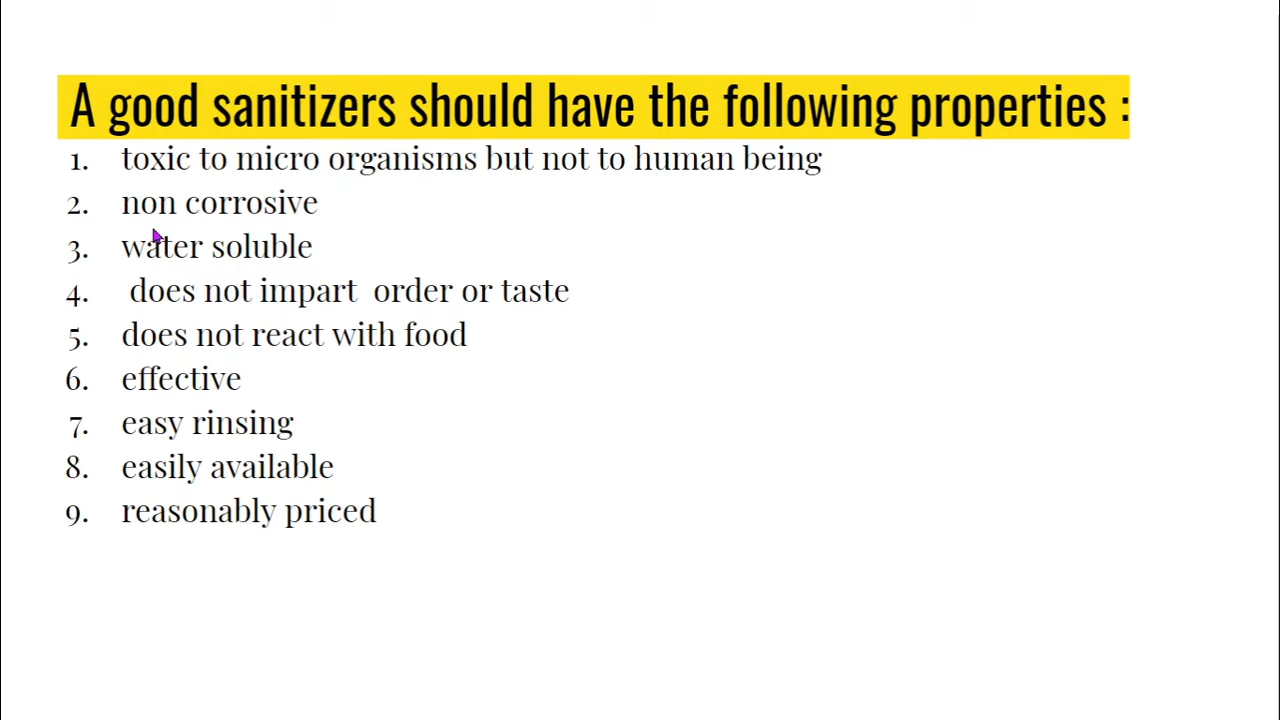 A good sanitizers should have the following properties :
1. toxic to micro organisms but not to human being
2. non corrosive
3. water soluble
4. does not impart order or taste
5. does not react with food
6. effective
7. easy rinsing
8. easily available
9. reasonably priced